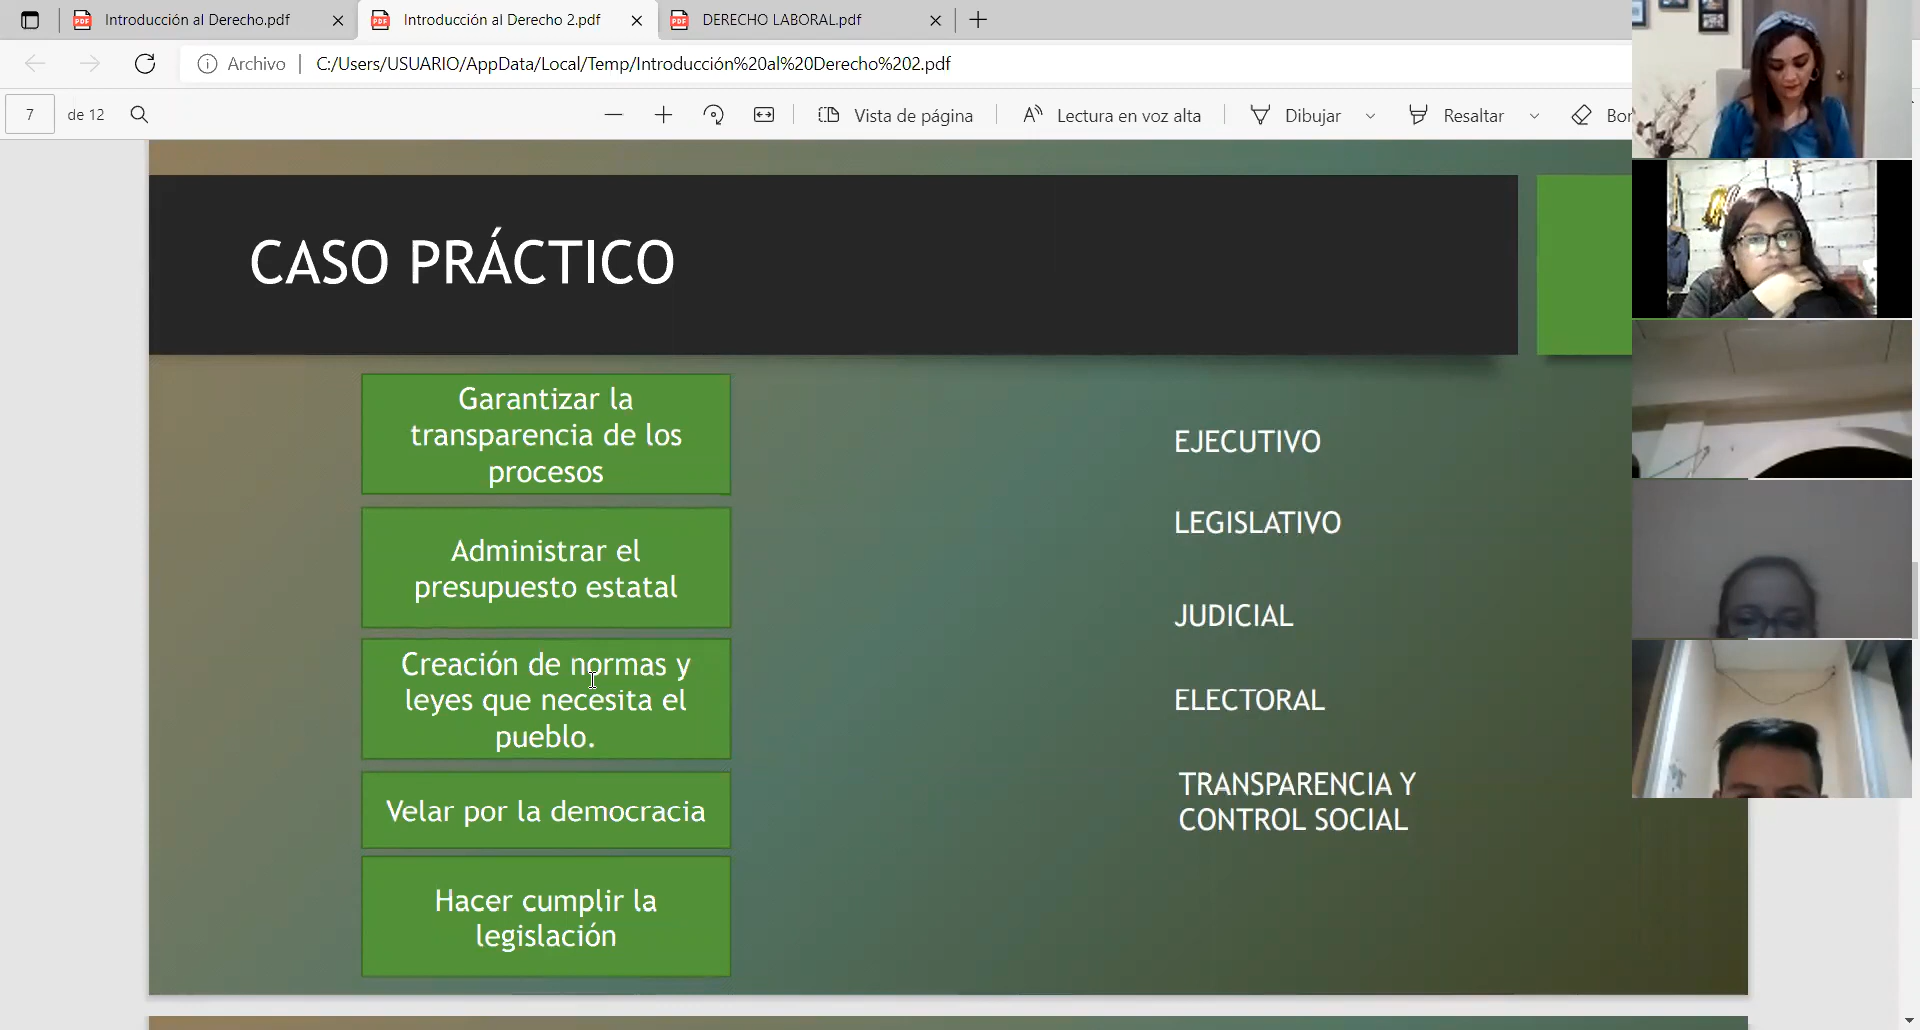 Introducción al Derecho.pdf
Introducción al Derecho 2.pdf
DERECHO LABORAL.pdf
Archivo
C:/Users/USUARIO/AppData/Local/Temp/Introducción%20al%20Derecho%202.pdf
7 de 12
Vista de página
Lectura en voz alta
Dibujar
Resaltar
Bor
CASO PRÁCTICO
Garantizar la
transparencia de los
procesos
Administrar el
presupuesto estatal
Creación de normas y
leyes que necesita el
pueblo.
Velar por la democracia
Hacer cumplir la
legislación
EJECUTIVO
LEGISLATIVO
JUDICIAL
ELECTORAL
TRANSPARENCIA Y
CONTROL SOCIAL